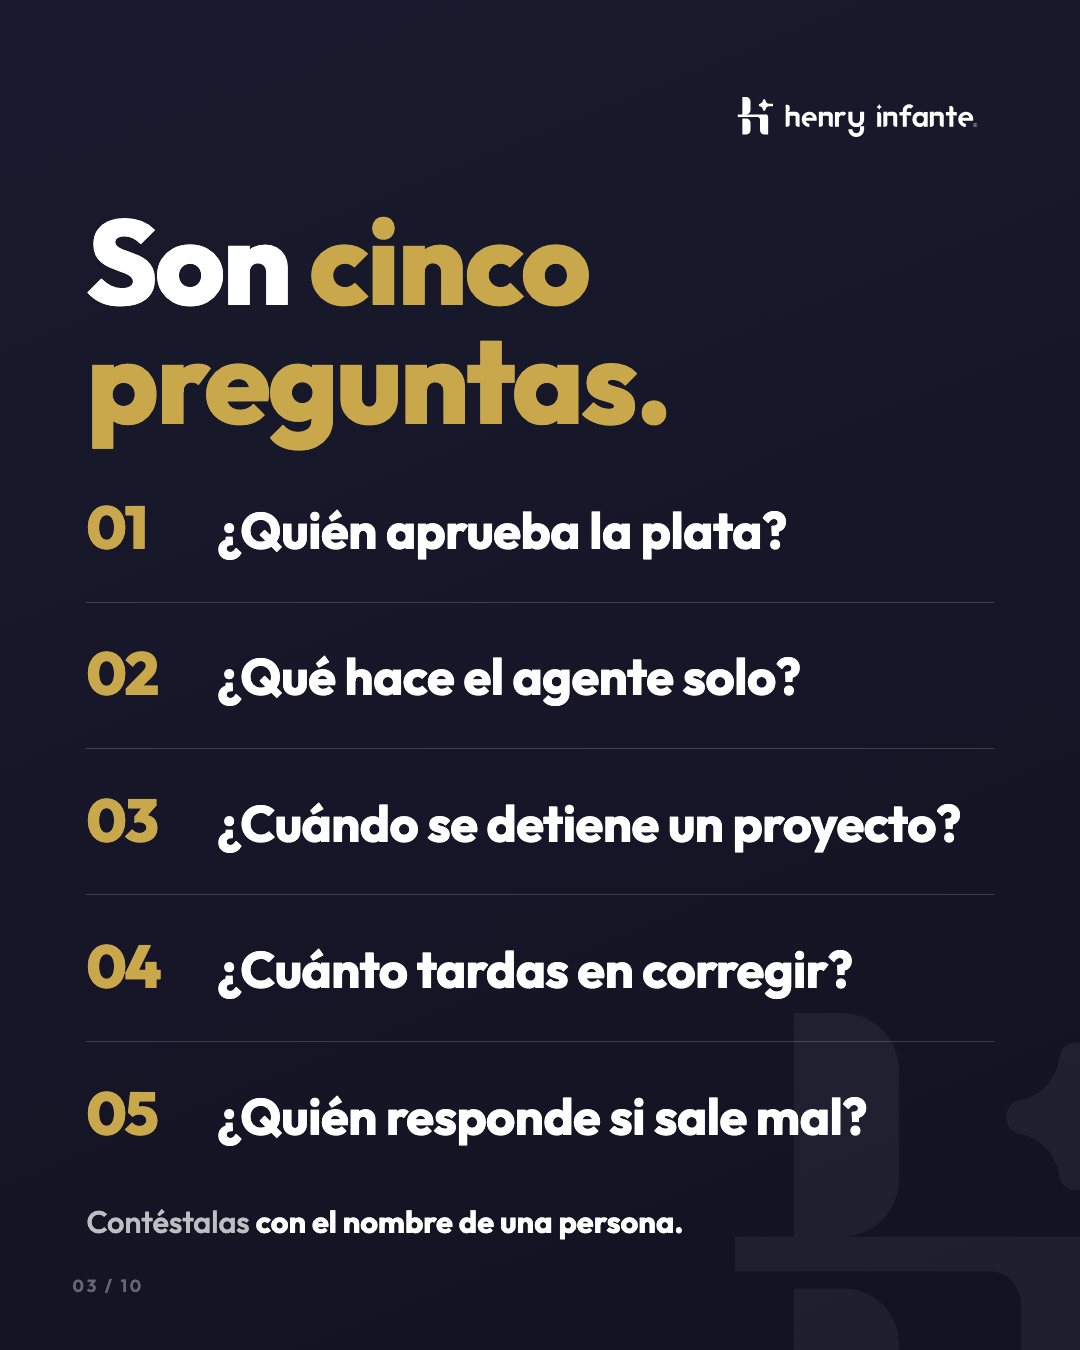 henry infante
Son cinco
preguntas.
01 ¿Quién aprueba la plata?
02 ¿Qué hace el agente solo?
03 ¿Cuándo se detiene un proyecto?
04 ¿Cuánto tardas en corregir?
05 ¿Quién responde si sale mal?
Contéstalas con el nombre de una persona.
03 / 10